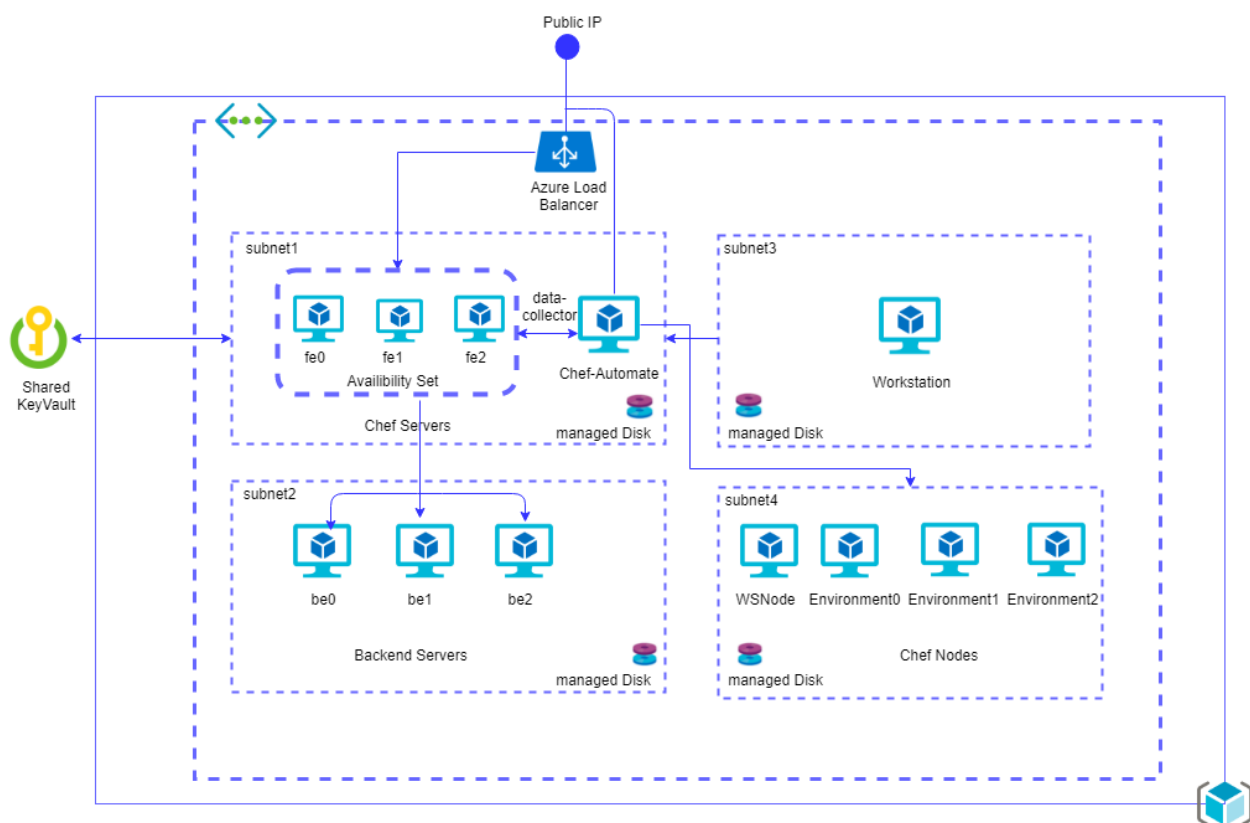 Public IP
Azure Load
Balancer
subnet1
subnet3
data-
collector
fe0
fe1
fe2
Availibility Set
Chef-Automate
Workstation
Shared
KeyVault
Chef Servers
managed Disk
managed Disk
subnet2
subnet4
be0
be1
be2
WSNode
Environment0
Environment1
Environment2
Backend Servers
Chef Nodes
managed Disk
managed Disk